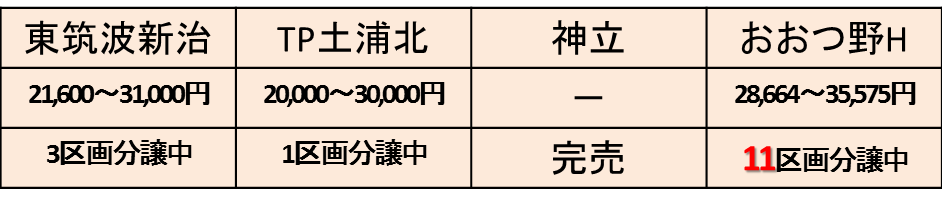 東筑波新治 TP土浦北 神立 おおつ野H
21,600～31,000円 20,000～30,000円 ― 28,664～35,575円
3区画分譲中 1区画分譲中 完売 11区画分譲中